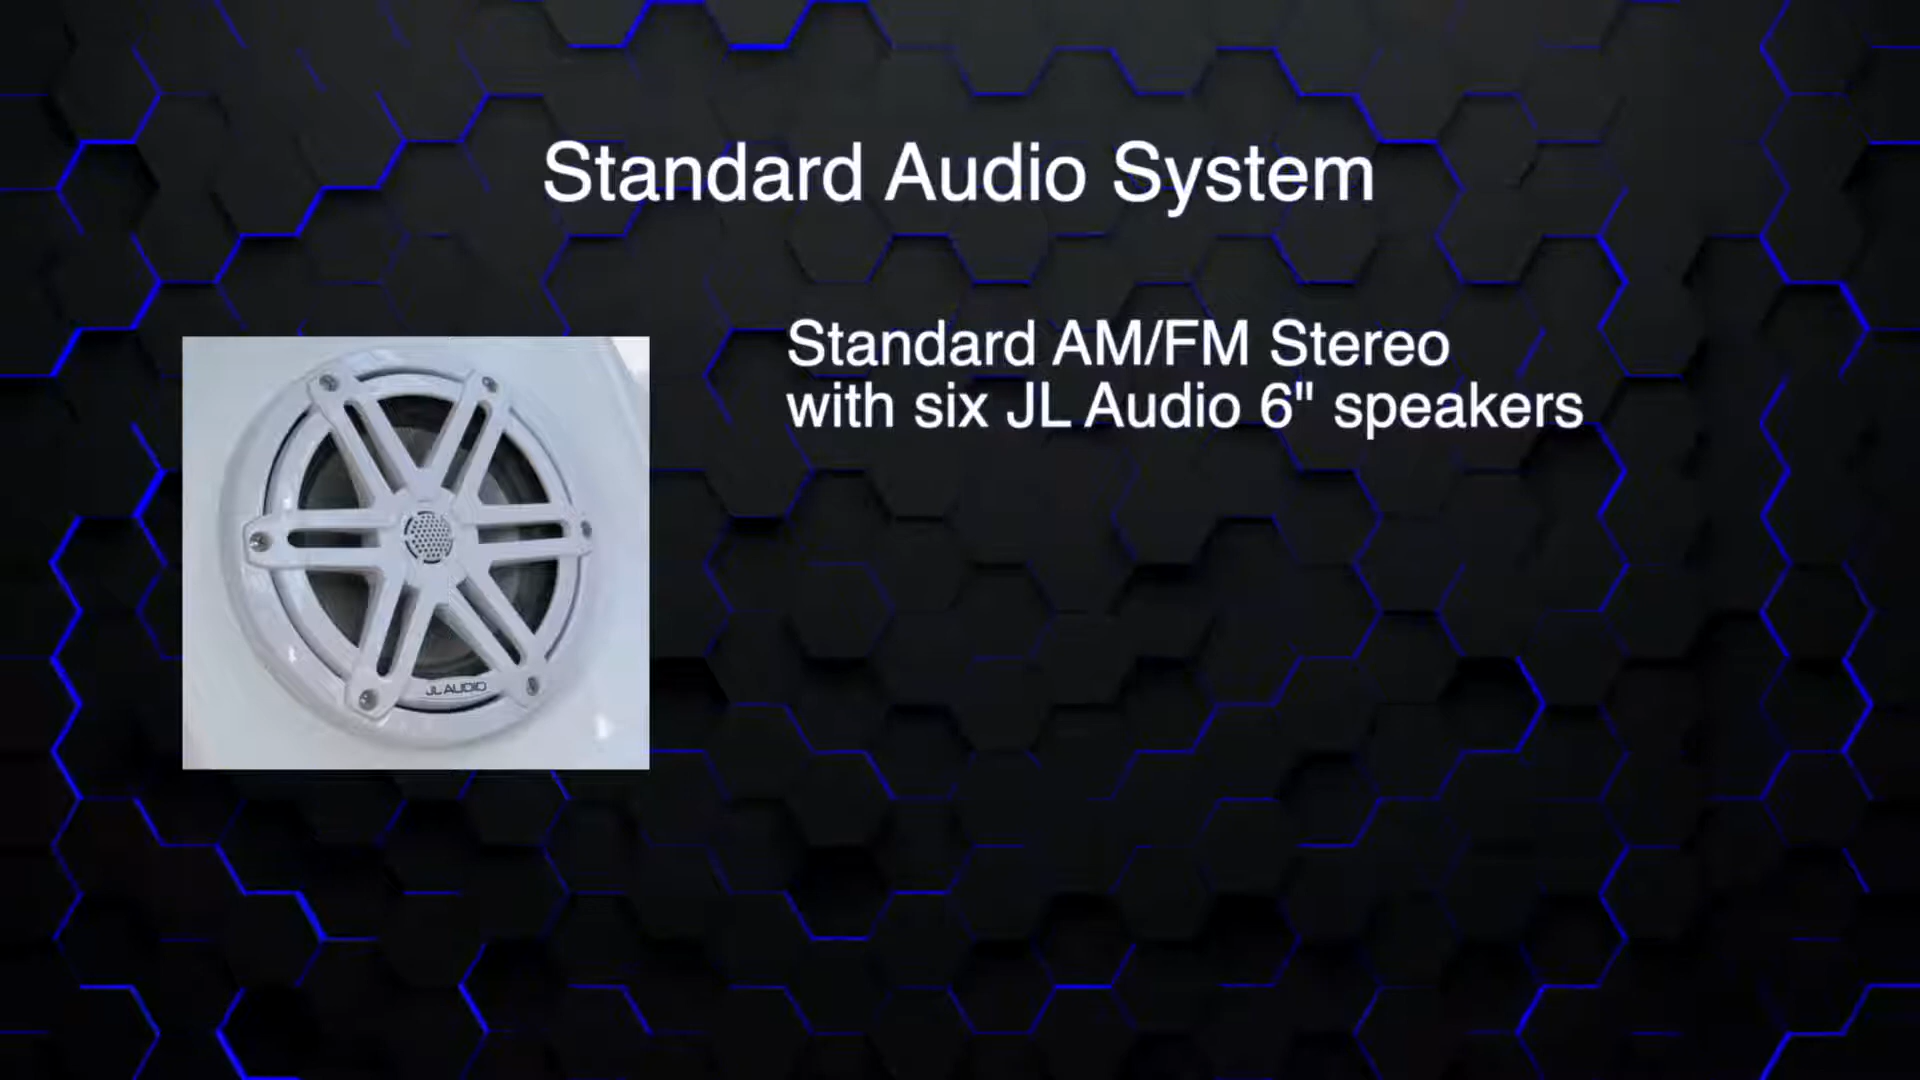 Standard Audio System
Standard AM/FM Stereo
with six JL Audio 6" speakers
JL AUDIO